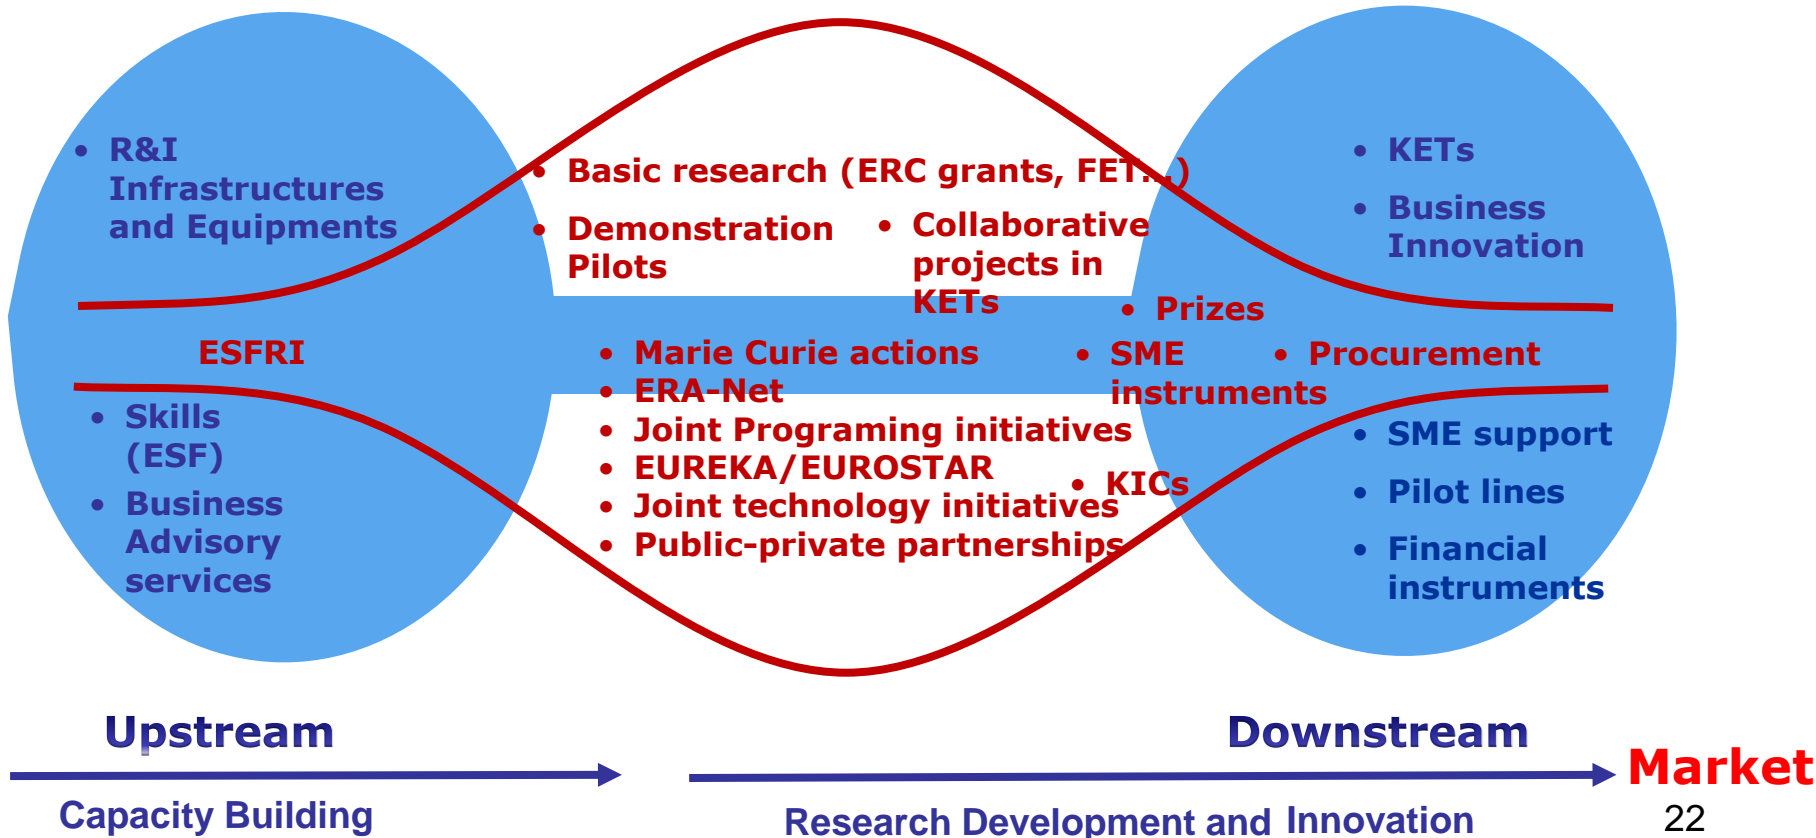 • R&I
Infrastructures
and Equipments
ESFRI
• Skills
(ESF)
• Business
Advisory
services
• Basic research (ERC grants, FET…)
• Demonstration
Pilots
• Collaborative
projects in
KETs
• Marie Curie actions
• ERA-Net
• Joint Programing initiatives
• EUREKA/EUROSTAR
• Joint technology initiatives
• Public-private partnerships
• Prizes
• SME
instruments
• Procurement
• KICs
• KETs
• Business
Innovation
• SME support
• Pilot lines
• Financial
instruments
Upstream
Downstream
Market
Capacity Building
Research Development and Innovation
22